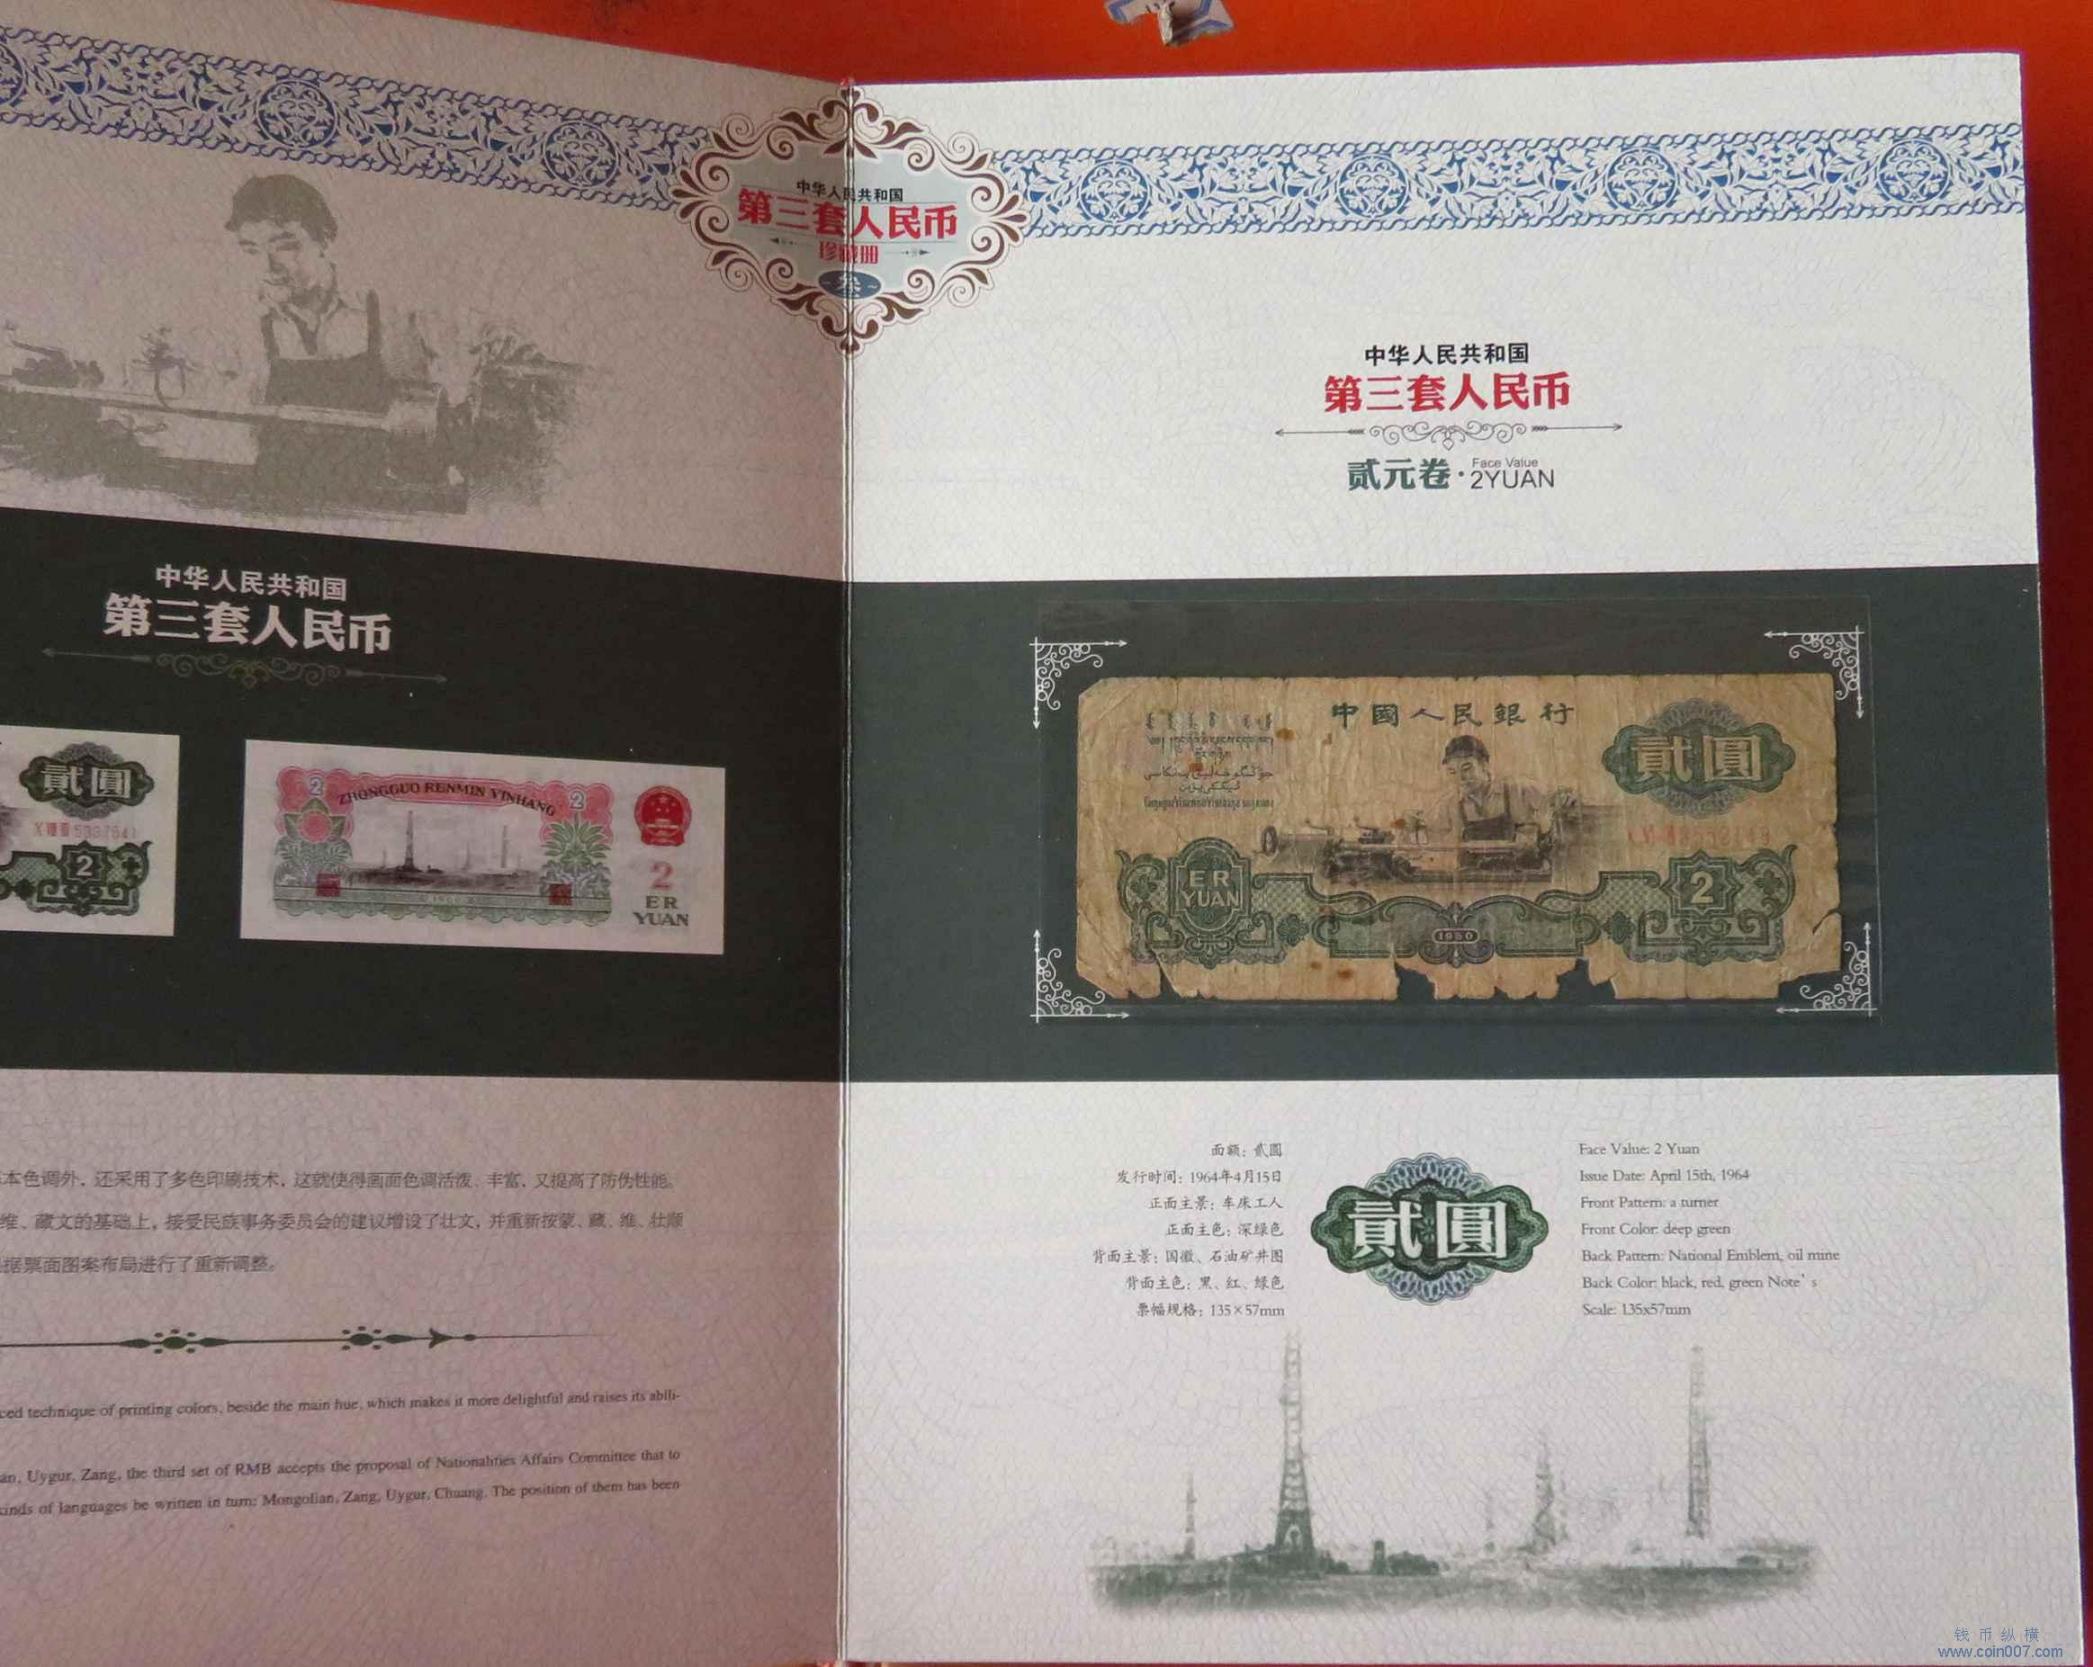 中华人民共和国
第三套人民币
珍藏册
叁
中华人民共和国
第三套人民币
贰元卷·Face Value
2YUAN
中华人民共和国
第三套人民币
貳圓
5337641
2
ZHONGGUO RENMIN YINHANG
2
2
1960
2
ER
YUAN
中國人民銀行
貳圓
ER
YUAN
1960
2
本色调外，还采用了多色印刷技术，这就使得画面色调活泼、丰富，又提高了防伪性能。
维、藏文的基础上，接受民族事务委员会的建议增设了壮文，并重新按蒙、藏、维、壮顺
据票面图案布局进行了重新调整。
ced technique of printing colors, beside the main hue, which makes it more delightful and raises its abili-
an, Uygur, Zang, the third set of RMB accepts the proposal of Nationalities Affairs Committee that to
kinds of languages be written in turn: Mongolian, Zang, Uygur, Chuang. The position of them has been
面额：贰圆
发行时间：1964年4月15日
正面主景：车床工人
正面主色：深绿色
背面主景：国徽、石油矿井图
背面主色：黑、红、绿色
票幅规格：135×57mm
貳圓
Face Value: 2 Yuan
Issue Date: April 15th, 1964
Front Pattern: a turner
Front Color: deep green
Back Pattern: National Emblem, oil mine
Back Color: black, red, green Note's
Scale: 135x57mm
钱币纵横
www.coin007.com